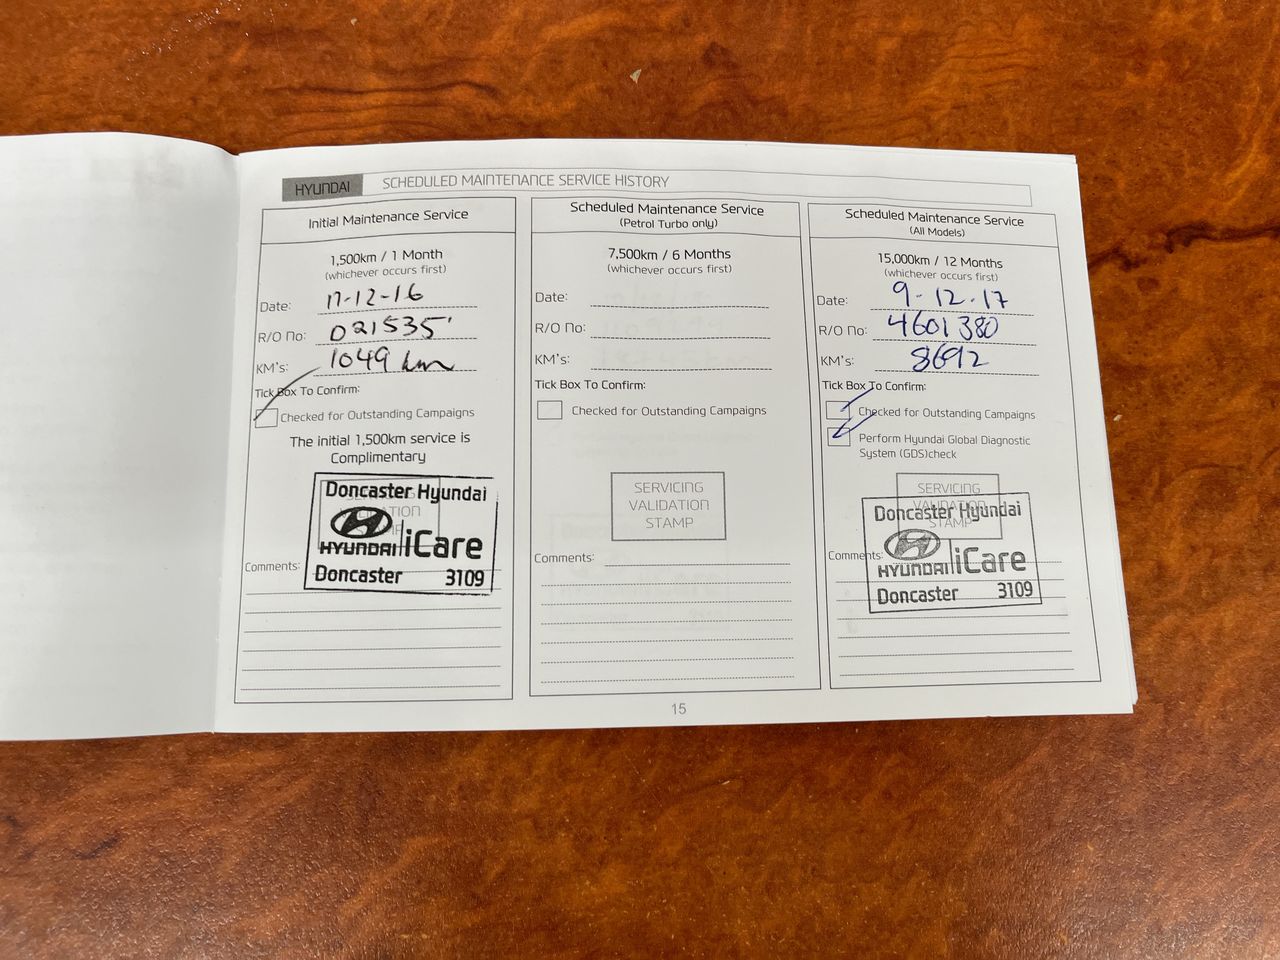 HYUNDAI SCHEDULED MAINTENANCE SERVICE HISTORY
Initial Maintenance Service
1,500km / 1 Month
(whichever occurs first)
Date: 17-12-16
R/O No: 021535
KM's: 1049 km
Tick Box To Confirm:
Checked for Outstanding Campaigns
The initial 1,500km service is
Complimentary
SERVICING
VALIDATION
STAMP
Doncaster Hyundai
HYUNDAI iCare
Doncaster 3109
Comments:
Scheduled Maintenance Service
(Petrol Turbo only)
7,500km / 6 Months
(whichever occurs first)
Date:
R/O No:
KM's:
Tick Box To Confirm:
Checked for Outstanding Campaigns
SERVICING
VALIDATION
STAMP
Comments:
Scheduled Maintenance Service
(All Models)
15,000km / 12 Months
(whichever occurs first)
Date: 9-12-17
R/O No: 4601380
KM's: 8692
Tick Box To Confirm:
Checked for Outstanding Campaigns
Perform Hyundai Global Diagnostic
System (GDS)check
SERVICING
VALIDATION
STAMP
Doncaster Hyundai
HYUNDAI iCare
Doncaster 3109
Comments:
15